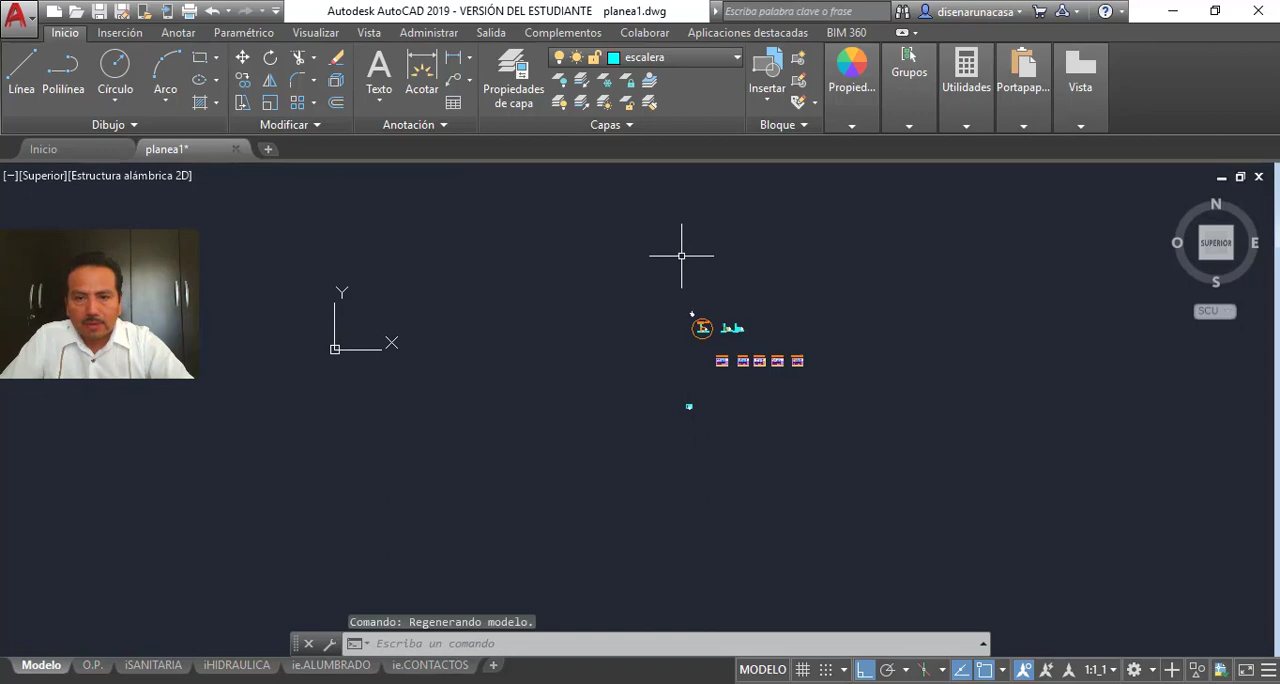 Autodesk AutoCAD 2019 - VERSIÓN DEL ESTUDIANTE planea1.dwg
Escriba palabra clave o frase
disenarunacasa
Inicio Inserción Anotar Paramétrico Visualizar Vista Administrar Salida Complementos Colaborar Aplicaciones destacadas BIM 360
Línea Polilínea Círculo Arco
Texto Acotar
Propiedades de capa
escalera
Insertar
Propied...
Grupos
Utilidades
Portapap...
Vista
Dibujo Modificar Anotación Capas Bloque
Inicio planea1*
[−][Superior][Estructura alámbrica 2D]
N
O SUPERIOR E
S
SCU
Y
X
Comando: Regenerando modelo.
Escriba un comando
Modelo O.P. iSANITARIA iHIDRAULICA ie.ALUMBRADO ie.CONTACTOS
MODELO 1:1_1